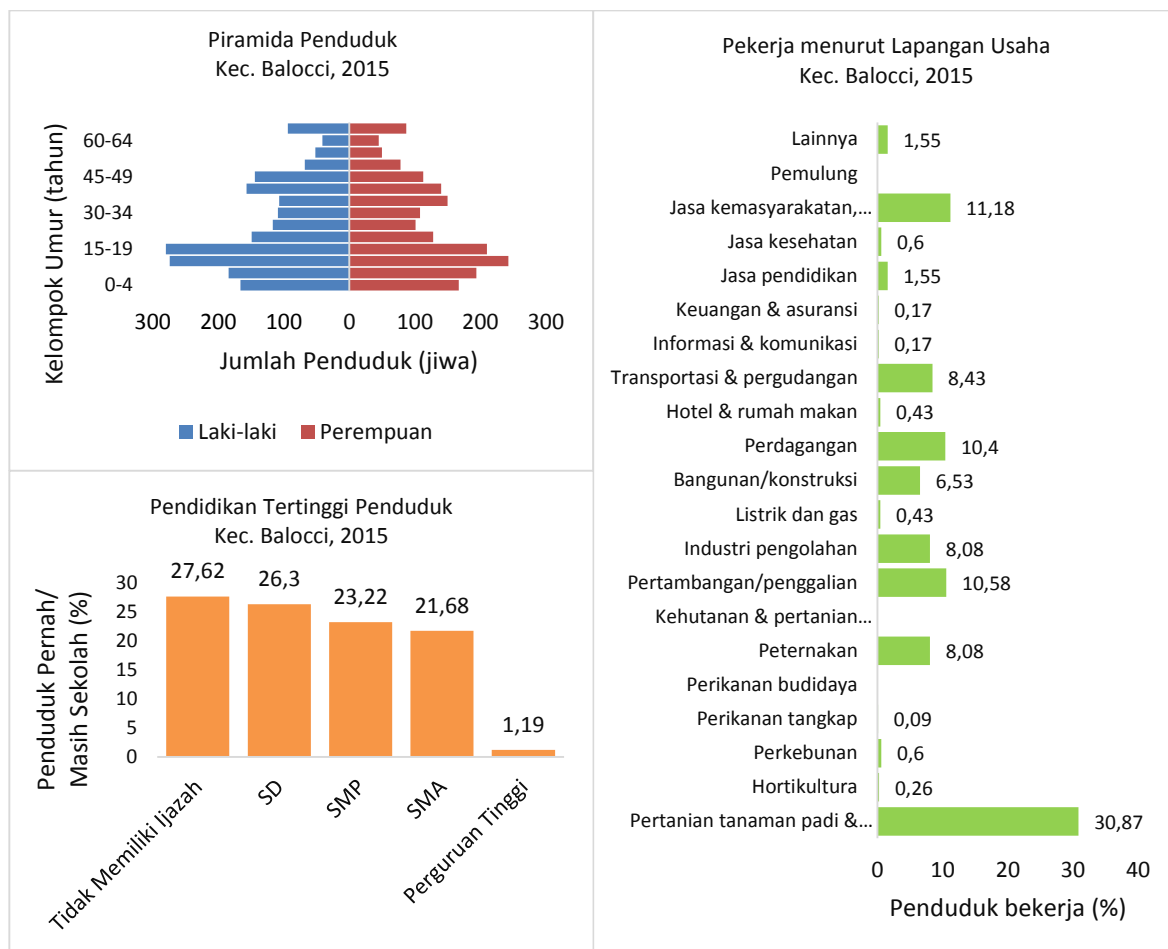 Piramida Penduduk
Kec. Balocci, 2015
Kelompok Umur (tahun)
60-64
45-49
30-34
15-19
0-4
300 200 100 0 100 200 300
Jumlah Penduduk (jiwa)
Laki-laki Perempuan
Pendidikan Tertinggi Penduduk
Kec. Balocci, 2015
Penduduk Pernah/
Masih Sekolah (%)
30
25
20
15
10
5
0
27,62
26,3
23,22
21,68
1,19
Tidak Memiliki Ijazah
SD
SMP
SMA
Perguruan Tinggi
Pekerja menurut Lapangan Usaha
Kec. Balocci, 2015
Lainnya 1,55
Pemulung
Jasa kemasyarakatan,... 11,18
Jasa kesehatan 0,6
Jasa pendidikan 1,55
Keuangan & asuransi 0,17
Informasi & komunikasi 0,17
Transportasi & pergudangan 8,43
Hotel & rumah makan 0,43
Perdagangan 10,4
Bangunan/konstruksi 6,53
Listrik dan gas 0,43
Industri pengolahan 8,08
Pertambangan/penggalian 10,58
Kehutanan & pertanian...
Peternakan 8,08
Perikanan budidaya
Perikanan tangkap 0,09
Perkebunan 0,6
Hortikultura 0,26
Pertanian tanaman padi &... 30,87
0 10 20 30 40
Penduduk bekerja (%)